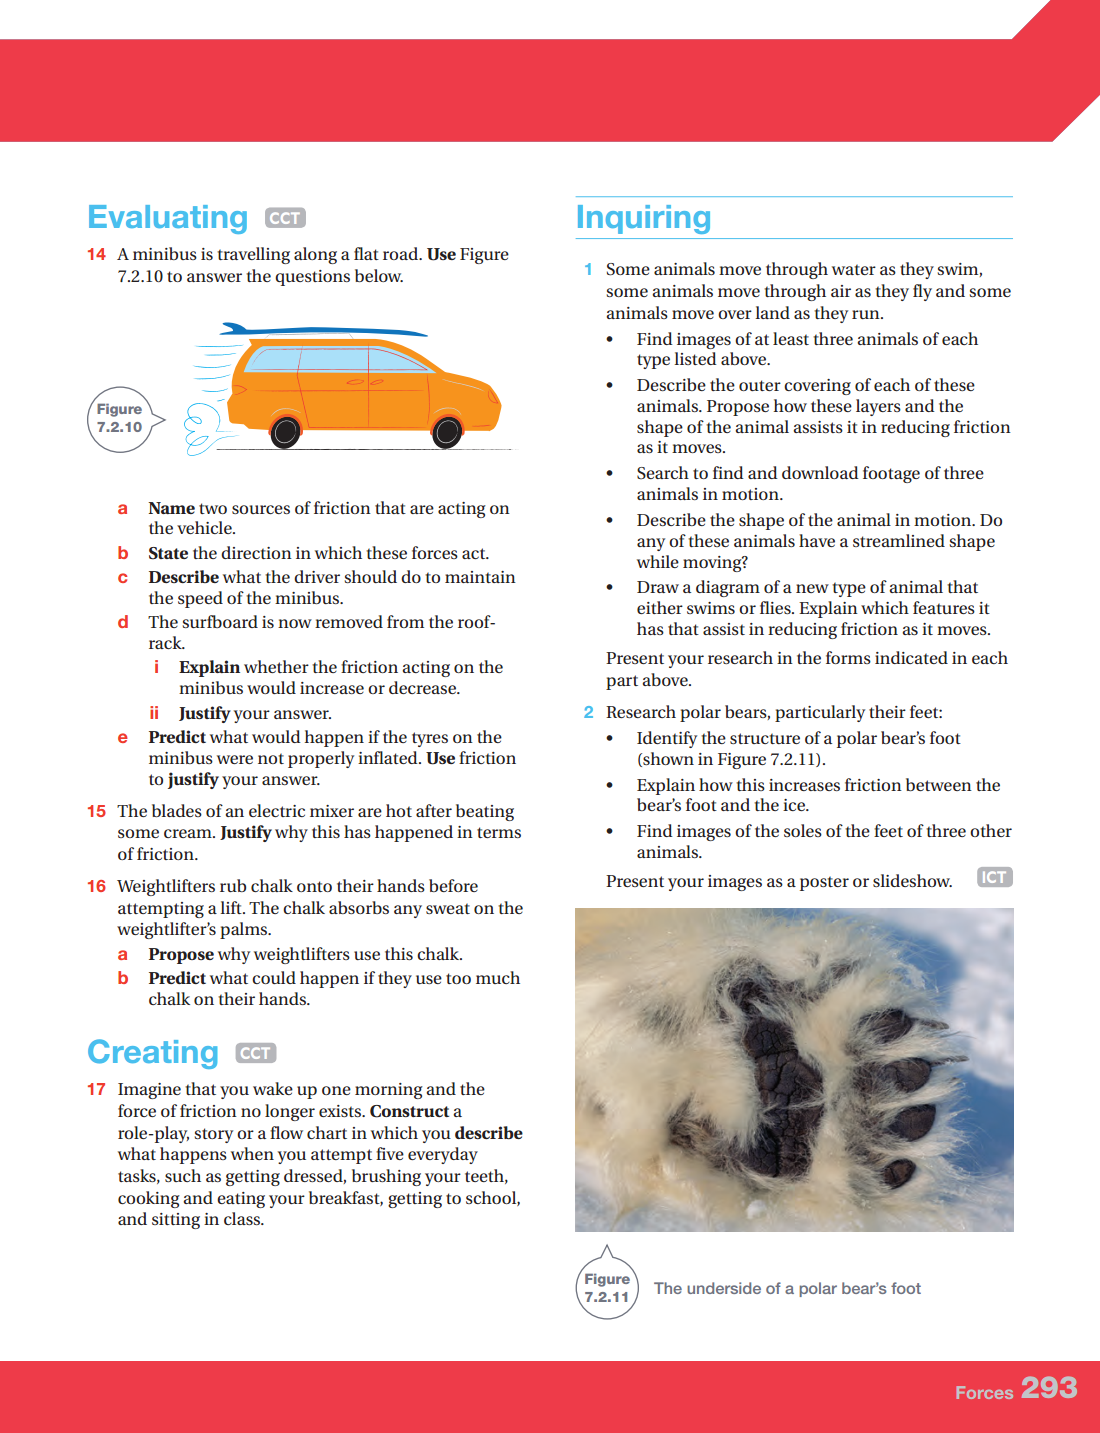 Evaluating CCT
14 A minibus is travelling along a flat road. Use Figure
7.2.10 to answer the questions below.
Figure
7.2.10
a Name two sources of friction that are acting on
the vehicle.
b State the direction in which these forces act.
c Describe what the driver should do to maintain
the speed of the minibus.
d The surfboard is now removed from the roof-
rack.
i Explain whether the friction acting on the
minibus would increase or decrease.
ii Justify your answer.
e Predict what would happen if the tyres on the
minibus were not properly inflated. Use friction
to justify your answer.
15 The blades of an electric mixer are hot after beating
some cream. Justify why this has happened in terms
of friction.
16 Weightlifters rub chalk onto their hands before
attempting a lift. The chalk absorbs any sweat on the
weightlifter's palms.
a Propose why weightlifters use this chalk.
b Predict what could happen if they use too much
chalk on their hands.
Creating CCT
17 Imagine that you wake up one morning and the
force of friction no longer exists. Construct a
role-play, story or a flow chart in which you describe
what happens when you attempt five everyday
tasks, such as getting dressed, brushing your teeth,
cooking and eating your breakfast, getting to school,
and sitting in class.
Inquiring
1 Some animals move through water as they swim,
some animals move through air as they fly and some
animals move over land as they run.
• Find images of at least three animals of each
type listed above.
• Describe the outer covering of each of these
animals. Propose how these layers and the
shape of the animal assists it in reducing friction
as it moves.
• Search to find and download footage of three
animals in motion.
• Describe the shape of the animal in motion. Do
any of these animals have a streamlined shape
while moving?
• Draw a diagram of a new type of animal that
either swims or flies. Explain which features it
has that assist in reducing friction as it moves.
Present your research in the forms indicated in each
part above.
2 Research polar bears, particularly their feet:
• Identify the structure of a polar bear's foot
(shown in Figure 7.2.11).
• Explain how this increases friction between the
bear's foot and the ice.
• Find images of the soles of the feet of three other
animals.
Present your images as a poster or slideshow. ICT
Figure
7.2.11
The underside of a polar bear's foot
Forces 293